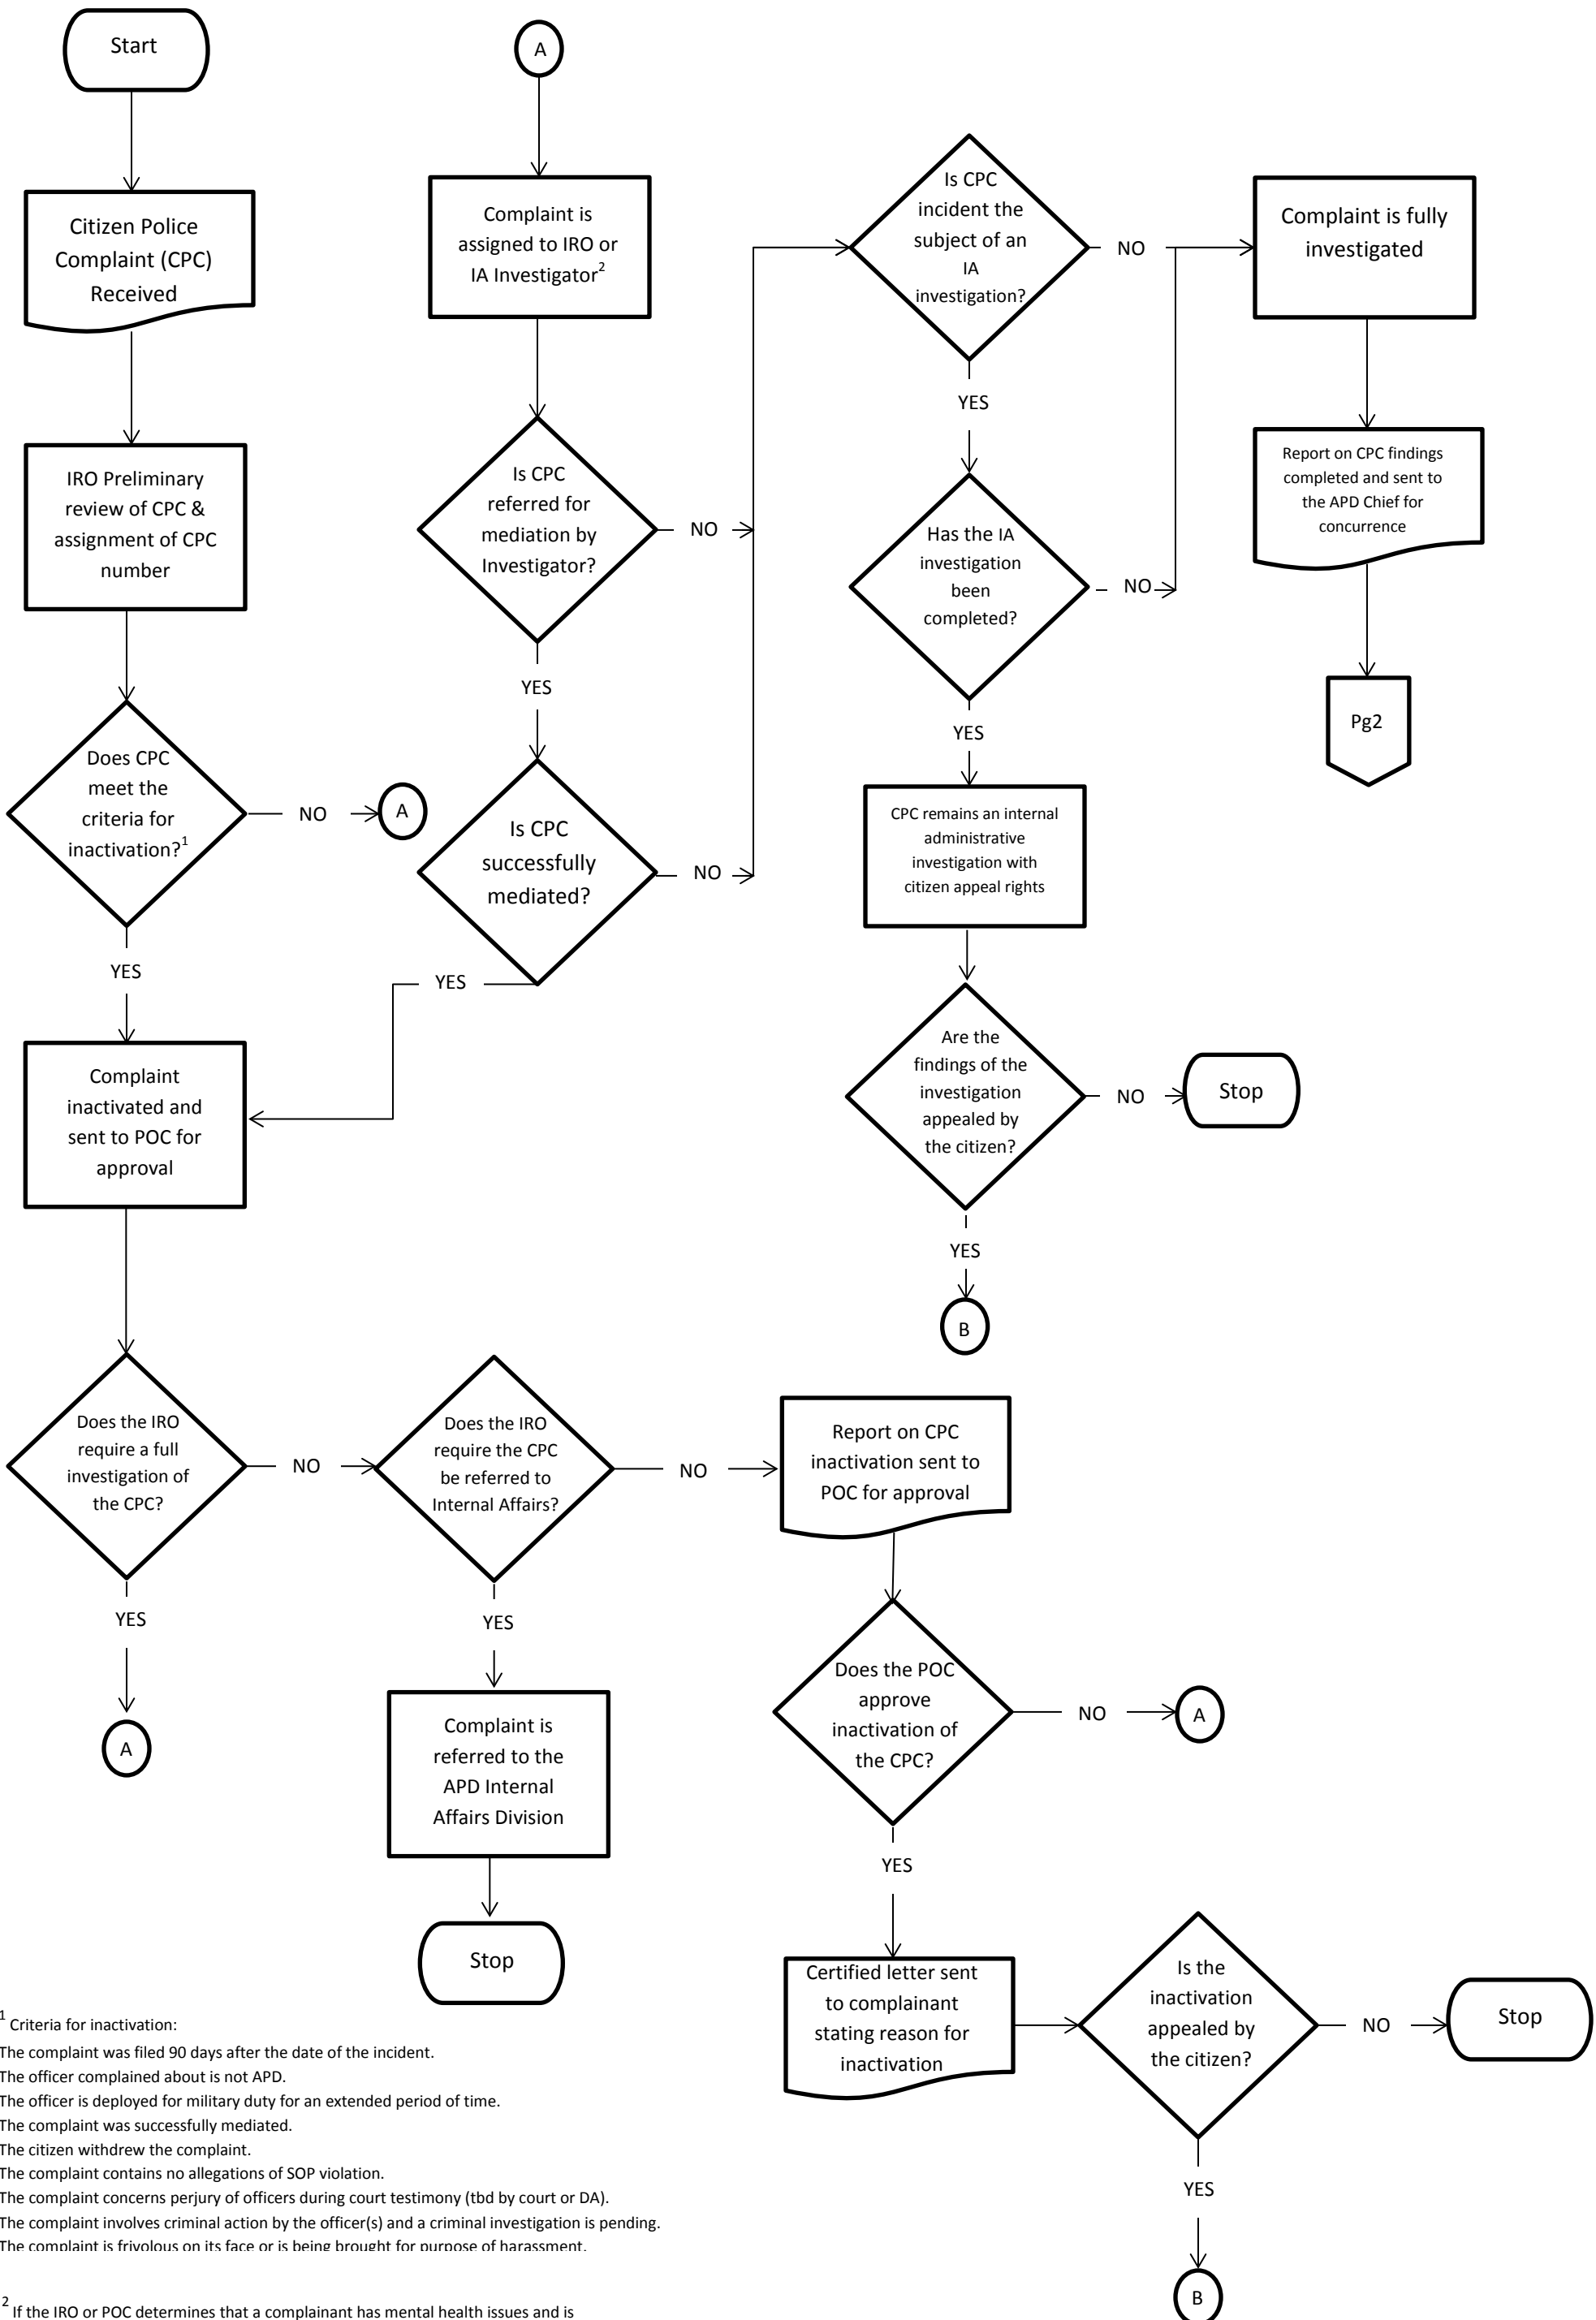 Start
Citizen Police
Complaint (CPC)
Received
IRO Preliminary
review of CPC &
assignment of CPC
number
Does CPC
meet the
criteria for
inactivation?1
NO
A
YES
Complaint
inactivated and
sent to POC for
approval
A
Complaint is
assigned to IRO or
IA Investigator2
Is CPC
referred for
mediation by
Investigator?
NO
YES
Is CPC
successfully
mediated?
NO
YES
Is CPC
incident the
subject of an
IA
investigation?
NO
YES
Has the IA
investigation
been
completed?
NO
YES
CPC remains an internal
administrative
investigation with
citizen appeal rights
Are the
findings of the
investigation
appealed by
the citizen?
NO
Stop
YES
B
Complaint is fully
investigated
Report on CPC findings
completed and sent to
the APD Chief for
concurrence
Pg2
Does the IRO
require a full
investigation of
the CPC?
NO
YES
A
Does the IRO
require the CPC
be referred to
Internal Affairs?
NO
YES
Complaint is
referred to the
APD Internal
Affairs Division
Stop
Report on CPC
inactivation sent to
POC for approval
Does the POC
approve
inactivation of
the CPC?
NO
A
YES
Certified letter sent
to complainant
stating reason for
inactivation
Is the
inactivation
appealed by
the citizen?
NO
Stop
YES
B
1 Criteria for inactivation:
The complaint was filed 90 days after the date of the incident.
The officer complained about is not APD.
The officer is deployed for military duty for an extended period of time.
The complaint was successfully mediated.
The citizen withdrew the complaint.
The complaint contains no allegations of SOP violation.
The complaint concerns perjury of officers during court testimony (tbd by court or DA).
The complaint involves criminal action by the officer(s) and a criminal investigation is pending.
The complaint is frivolous on its face or is being brought for purpose of harassment.
2 If the IRO or POC determines that a complainant has mental health issues and is